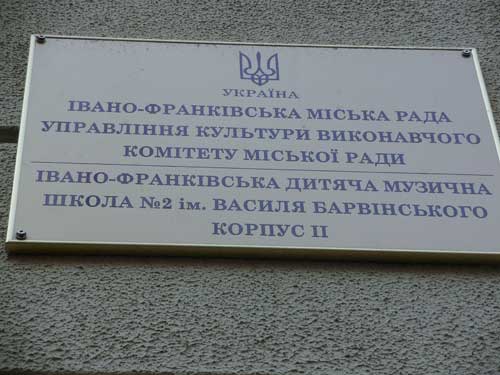 УКРАЇНА
ІВАНО-ФРАНКІВСЬКА МІСЬКА РАДА
УПРАВЛІННЯ КУЛЬТУРИ ВИКОНАВЧОГО
КОМІТЕТУ МІСЬКОЇ РАДИ
ІВАНО-ФРАНКІВСЬКА ДИТЯЧА МУЗИЧНА
ШКОЛА №2 ім. ВАСИЛЯ БАРВІНСЬКОГО
КОРПУС ІІ